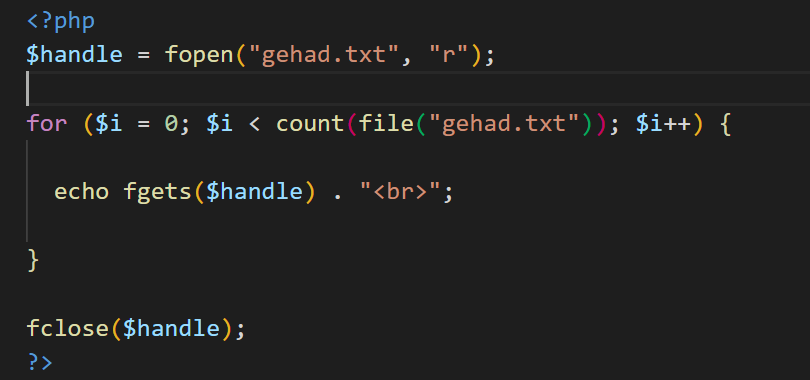 <?php
$handle = fopen("gehad.txt", "r");
for ($i = 0; $i < count(file("gehad.txt")); $i++) {
echo fgets($handle) . "<br>";
}
fclose($handle);
?>